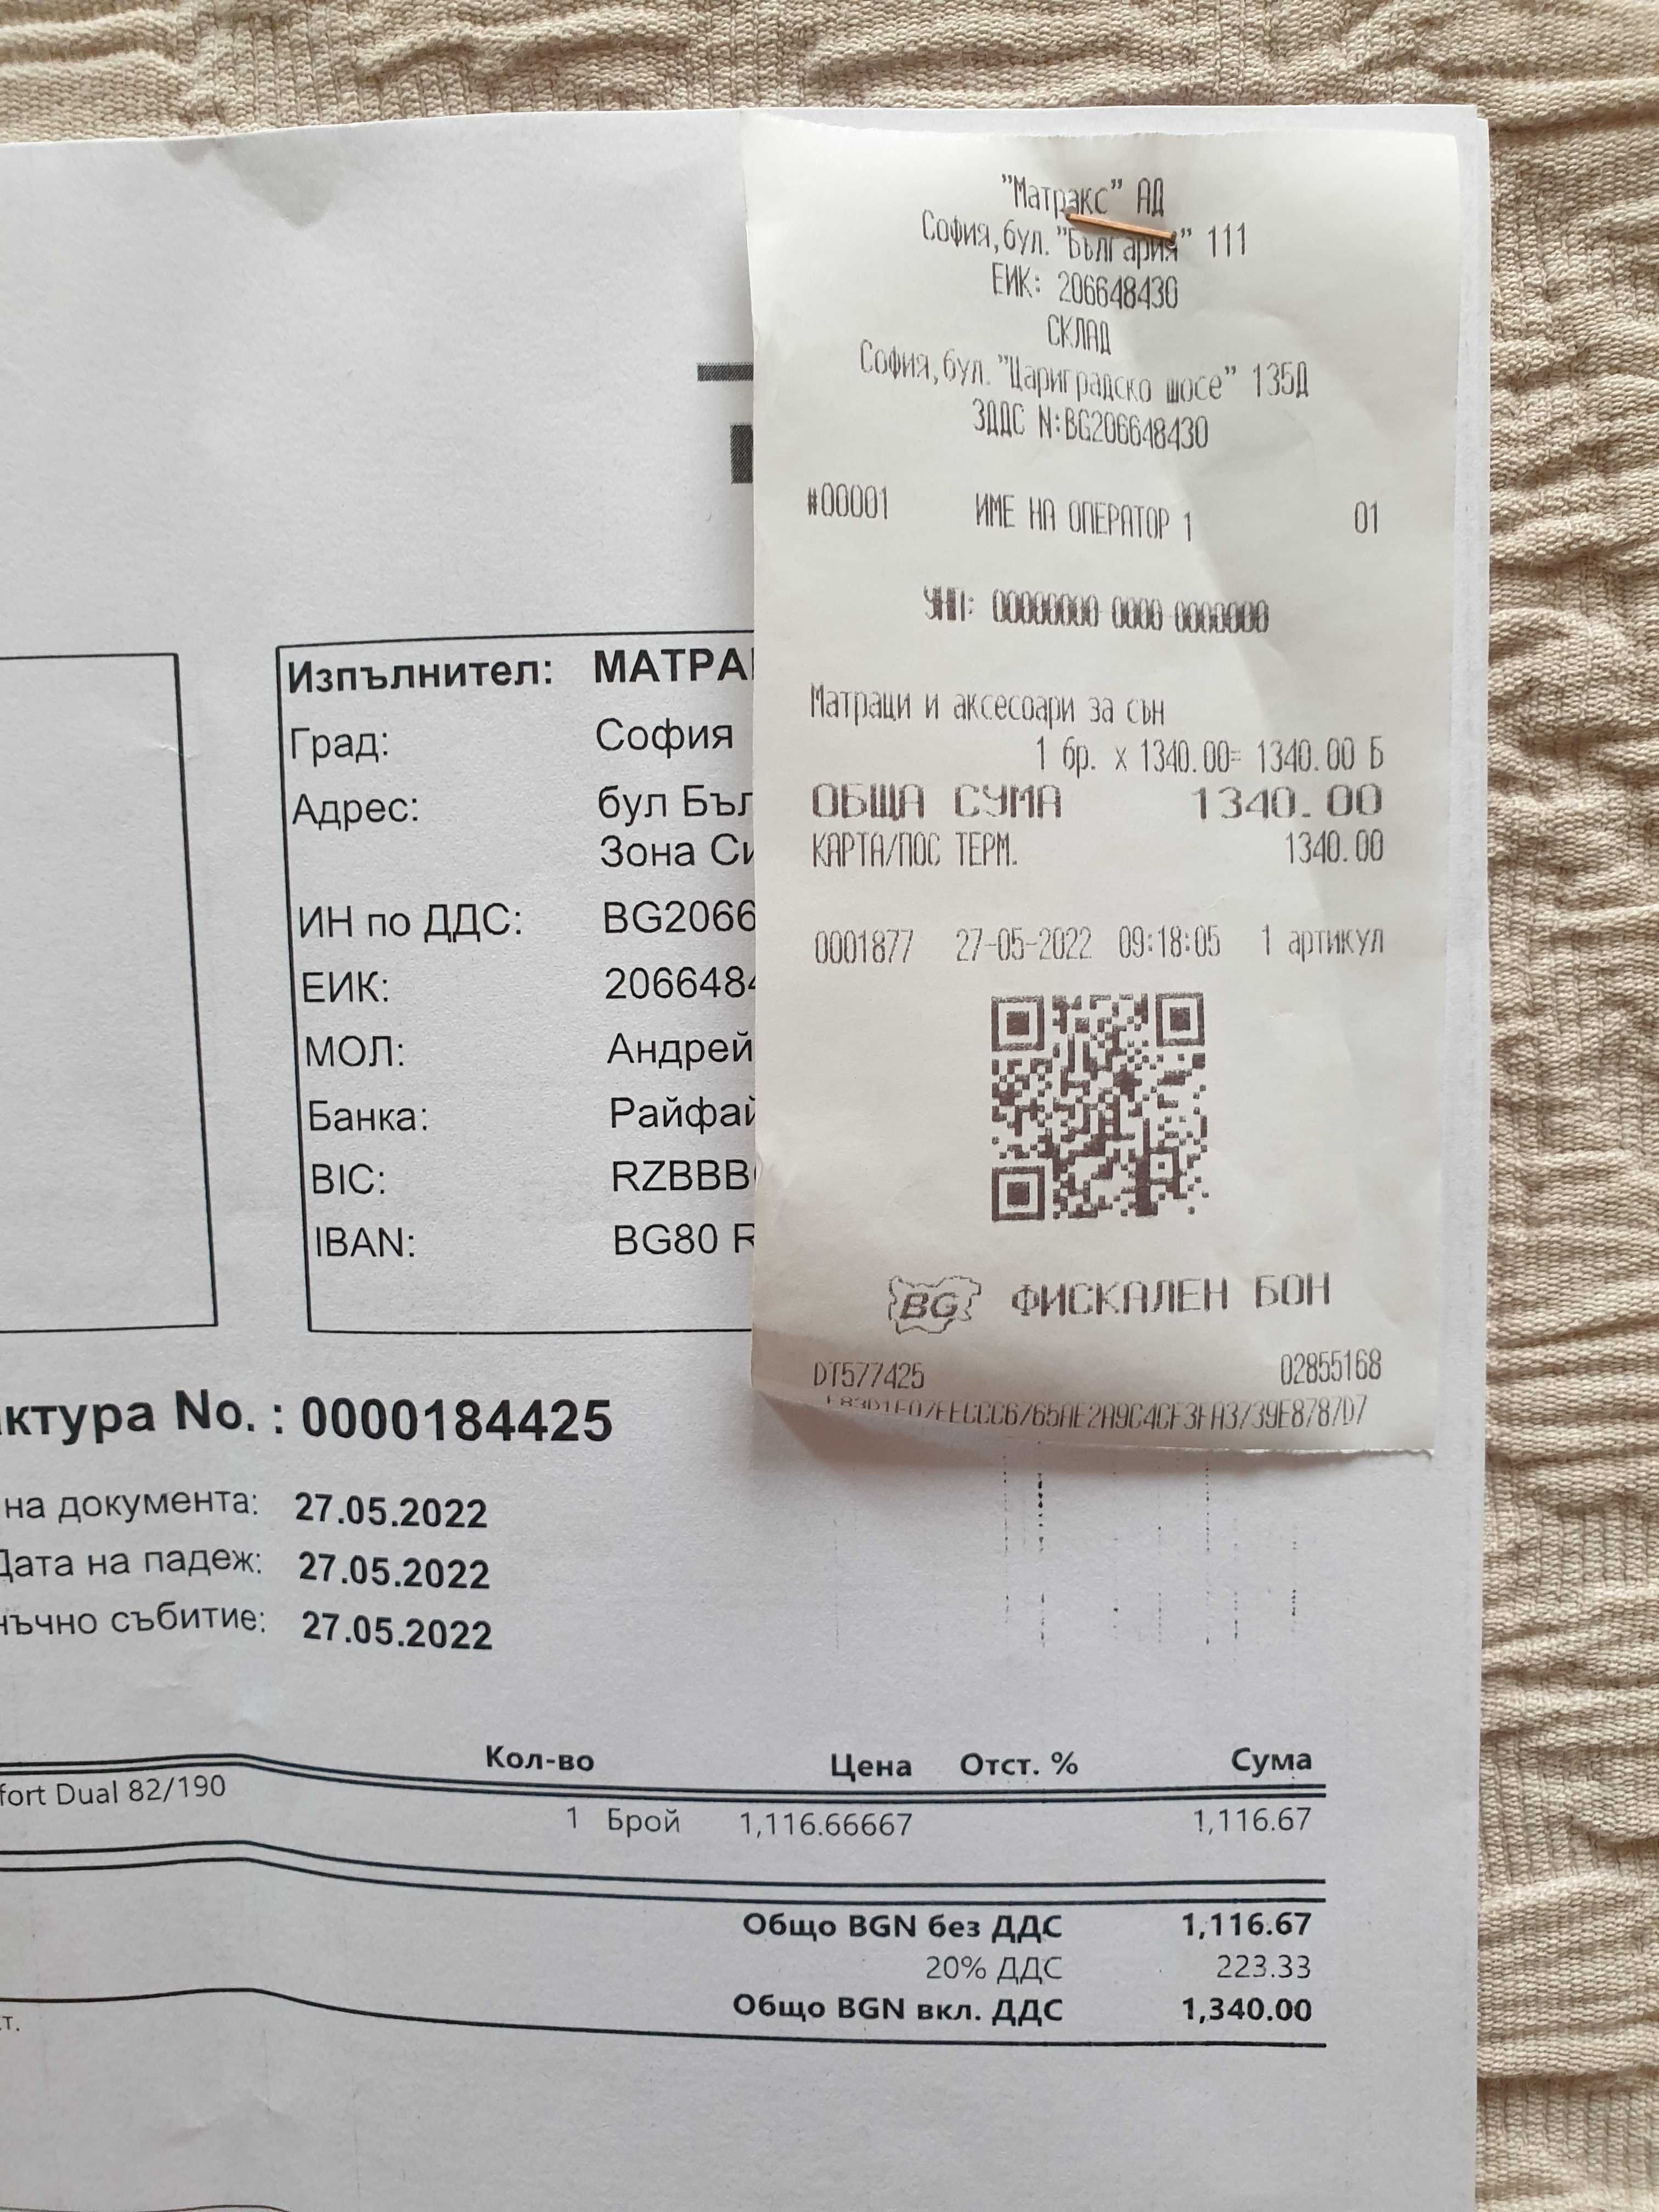 "Матракс" АД
София,бул."България" 111
ЕИК: 206648430
СКЛАД
София,бул."Цариградско шосе" 135Д
ЗДДС N:BG206648430
#00001 ИМЕ НА ОПЕРАТОР 1 01
УНП: 00000000-0000-0000000
Матраци и аксесоари за сън
1 бр. x 1340.00= 1340.00 Б
ОБЩА СУМА 1340.00
КАРТА/ПОС ТЕРМ. 1340.00
0001877 27-05-2022 09:18:05 1 артикул
BG ФИСКАЛЕН БОН
DT577425 02855168
Изпълнител: МАТРА
Град: София
Адрес: бул Бъл
Зона Си
ИН по ДДС: BG2066
ЕИК: 206648
МОЛ: Андрей
Банка: Райфай
BIC: RZBBB
IBAN: BG80 R
ктура No. : 0000184425
на документа: 27.05.2022
Дата на падеж: 27.05.2022
нъчно събитие: 27.05.2022
Кол-во Цена Отст. % Сума
fort Dual 82/190
1 Брой 1,116.66667 1,116.67
Общо BGN без ДДС 1,116.67
20% ДДС 223.33
Общо BGN вкл. ДДС 1,340.00
т.